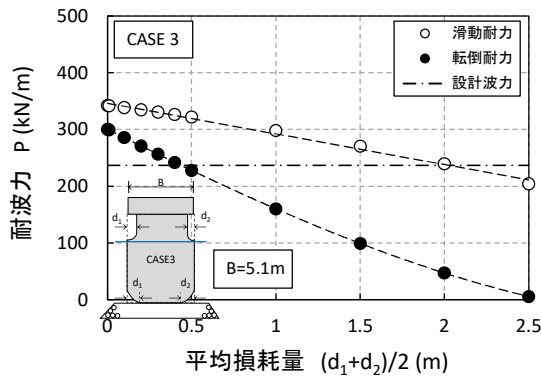 CASE 3
滑動耐力
転倒耐力
設計波力
耐波力 P (kN/m)
500
400
300
200
100
0
B
d1 d2
CASE3
d1 d2
B=5.1m
0 0.5 1 1.5 2 2.5
平均損耗量 (d1+d2)/2 (m)